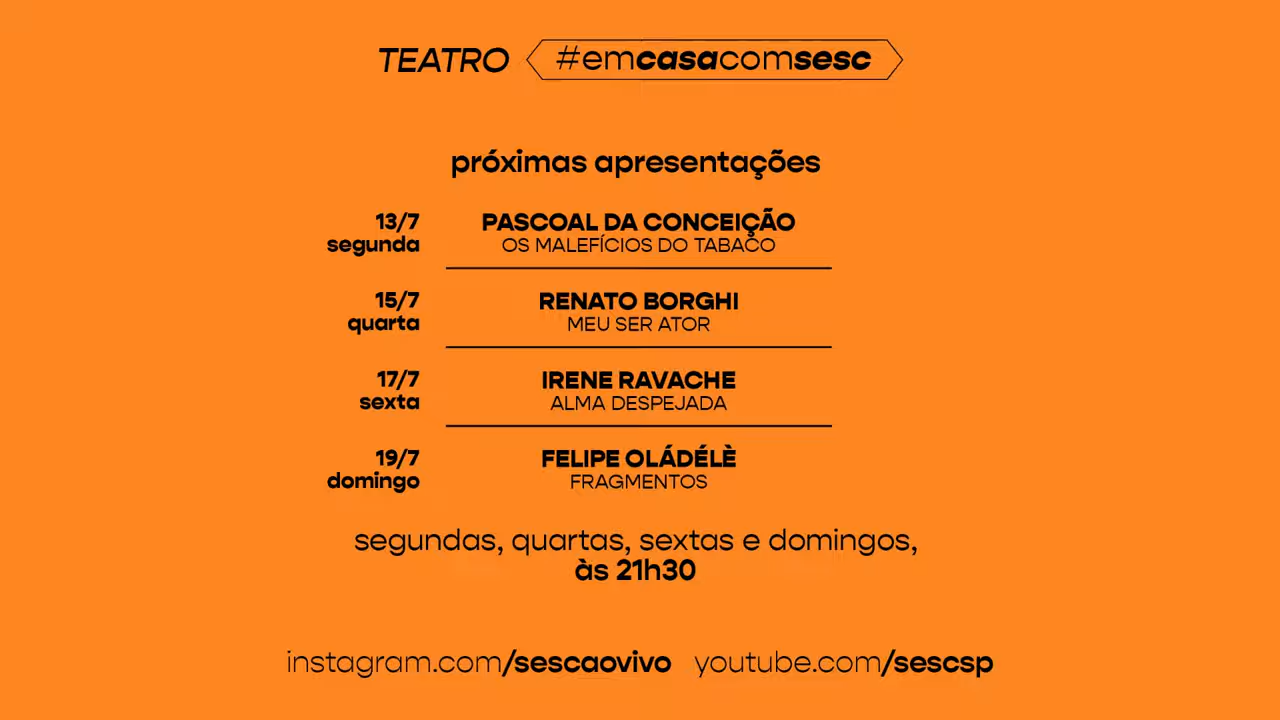 TEATRO #emcasacomsesc
próximas apresentações
13/7
segunda
PASCOAL DA CONCEIÇÃO
OS MALEFÍCIOS DO TABACO
15/7
quarta
RENATO BORGHI
MEU SER ATOR
17/7
sexta
IRENE RAVACHE
ALMA DESPEJADA
19/7
domingo
FELIPE OLÁDÉLÈ
FRAGMENTOS
segundas, quartas, sextas e domingos,
às 21h30
instagram.com/sescaovivo youtube.com/sescsp